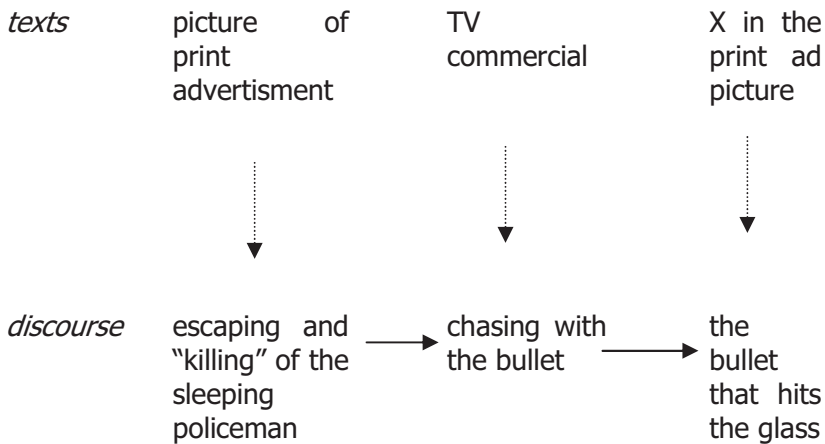 texts
picture of
print
advertisment
TV
commercial
X in the
print ad
picture
discourse
escaping and
“killing” of the
sleeping
policeman
chasing with
the bullet
the
bullet
that hits
the glass